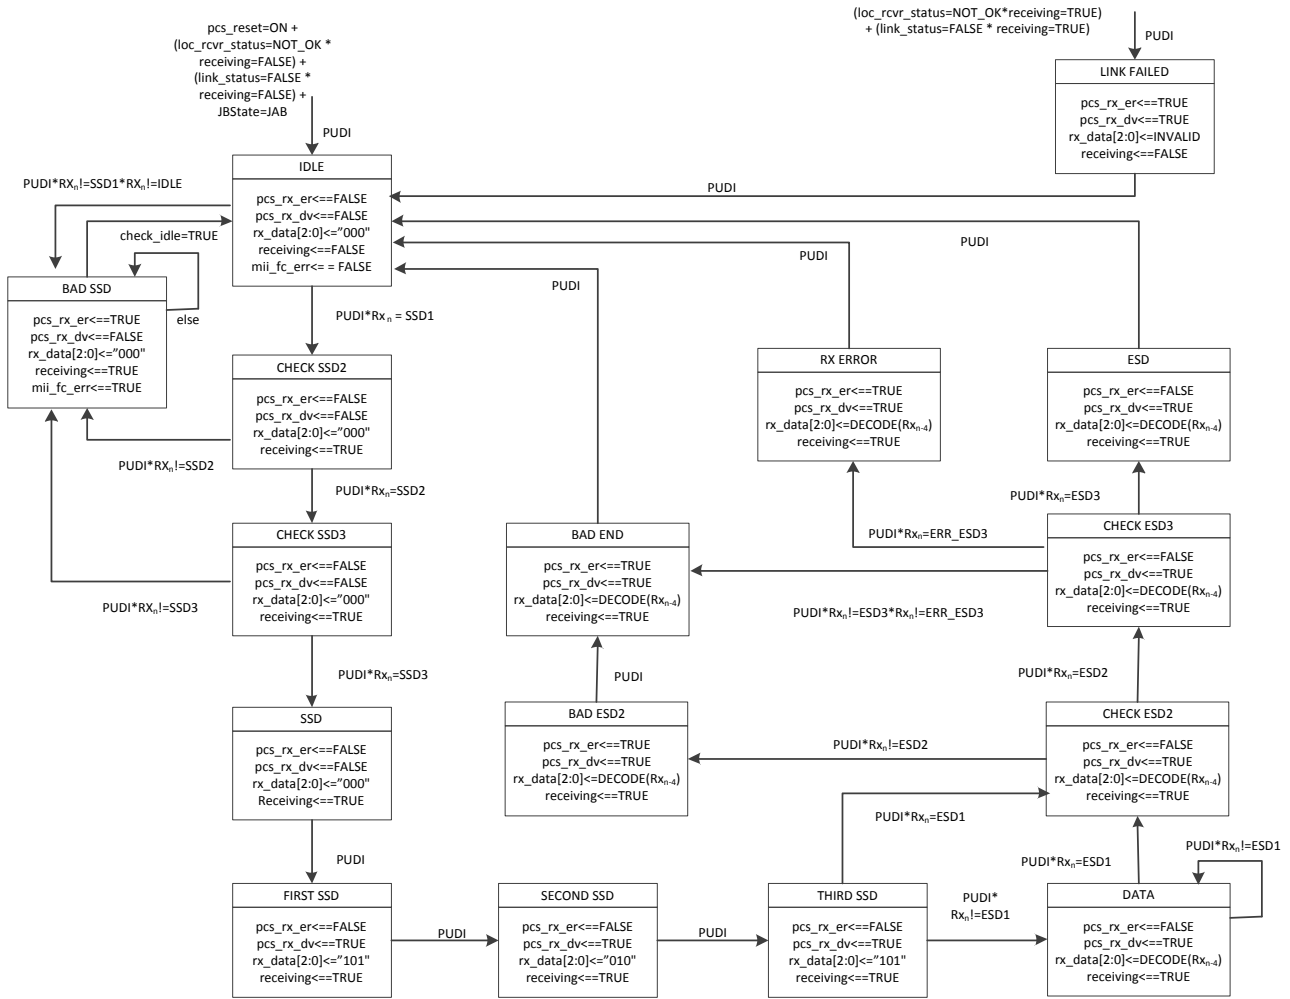 pcs_reset=ON +
(loc_rcvr_status=NOT_OK *
receiving=FALSE) +
(link_status=FALSE *
receiving=FALSE) +
JBState=JAB
PUDI
(loc_rcvr_status=NOT_OK*receiving=TRUE)
+ (link_status=FALSE * receiving=TRUE)
PUDI
LINK FAILED
pcs_rx_er<==TRUE
pcs_rx_dv<==TRUE
rx_data[2:0]<=INVALID
receiving<==FALSE
PUDI
IDLE
pcs_rx_er<==FALSE
pcs_rx_dv<==FALSE
rx_data[2:0]<="000"
receiving<==FALSE
mii_fc_err<= = FALSE
PUDI*RXn!=SSD1*RXn!=IDLE
check_idle=TRUE
PUDI
PUDI
PUDI
BAD SSD
pcs_rx_er<==TRUE
pcs_rx_dv<==FALSE
rx_data[2:0]<=”000"
receiving<==TRUE
mii_fc_err<==TRUE
else
PUDI*Rxn = SSD1
CHECK SSD2
pcs_rx_er<==FALSE
pcs_rx_dv<==FALSE
rx_data[2:0]<=”000"
receiving<==TRUE
PUDI*RXn!=SSD2
PUDI*Rxn=SSD2
RX ERROR
pcs_rx_er<==TRUE
pcs_rx_dv<==TRUE
rx_data[2:0]<=DECODE(Rxn-4)
receiving<==TRUE
ESD
pcs_rx_er<==FALSE
pcs_rx_dv<==TRUE
rx_data[2:0]<=DECODE(Rxn-4)
receiving<==TRUE
PUDI*Rxn=ESD3
CHECK SSD3
pcs_rx_er<==FALSE
pcs_rx_dv<==FALSE
rx_data[2:0]<=”000"
receiving<==TRUE
PUDI*RXn!=SSD3
PUDI*Rxn=SSD3
BAD END
pcs_rx_er<==TRUE
pcs_rx_dv<==TRUE
rx_data[2:0]<=DECODE(Rxn-4)
receiving<==TRUE
PUDI*Rxn=ERR_ESD3
PUDI*Rxn!=ESD3*Rxn!=ERR_ESD3
CHECK ESD3
pcs_rx_er<==FALSE
pcs_rx_dv<==TRUE
rx_data[2:0]<=DECODE(Rxn-4)
receiving<==TRUE
PUDI
PUDI*Rxn=ESD2
SSD
pcs_rx_er<==FALSE
pcs_rx_dv<==FALSE
rx_data[2:0]<=”000"
Receiving<==TRUE
PUDI
BAD ESD2
pcs_rx_er<==TRUE
pcs_rx_dv<==TRUE
rx_data[2:0]<=DECODE(Rxn-4)
receiving<==TRUE
PUDI*Rxn!=ESD2
CHECK ESD2
pcs_rx_er<==FALSE
pcs_rx_dv<==TRUE
rx_data[2:0]<=DECODE(Rxn-4)
receiving<==TRUE
PUDI*Rxn=ESD1
PUDI*Rxn=ESD1
PUDI*Rxn!=ESD1
FIRST SSD
pcs_rx_er<==FALSE
pcs_rx_dv<==TRUE
rx_data[2:0]<="101"
receiving<==TRUE
PUDI
SECOND SSD
pcs_rx_er<==FALSE
pcs_rx_dv<==TRUE
rx_data[2:0]<="010"
receiving<==TRUE
PUDI
THIRD SSD
pcs_rx_er<==FALSE
pcs_rx_dv<==TRUE
rx_data[2:0]<="101"
receiving<==TRUE
PUDI*
Rxn!=ESD1
DATA
pcs_rx_er<==FALSE
pcs_rx_dv<==TRUE
rx_data[2:0]<=DECODE(Rxn-4)
receiving<==TRUE